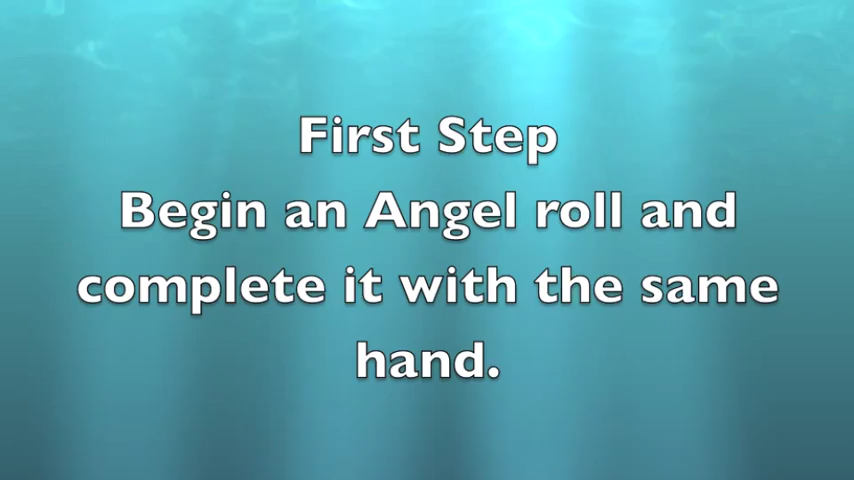 First Step
Begin an Angel roll and
complete it with the same
hand.